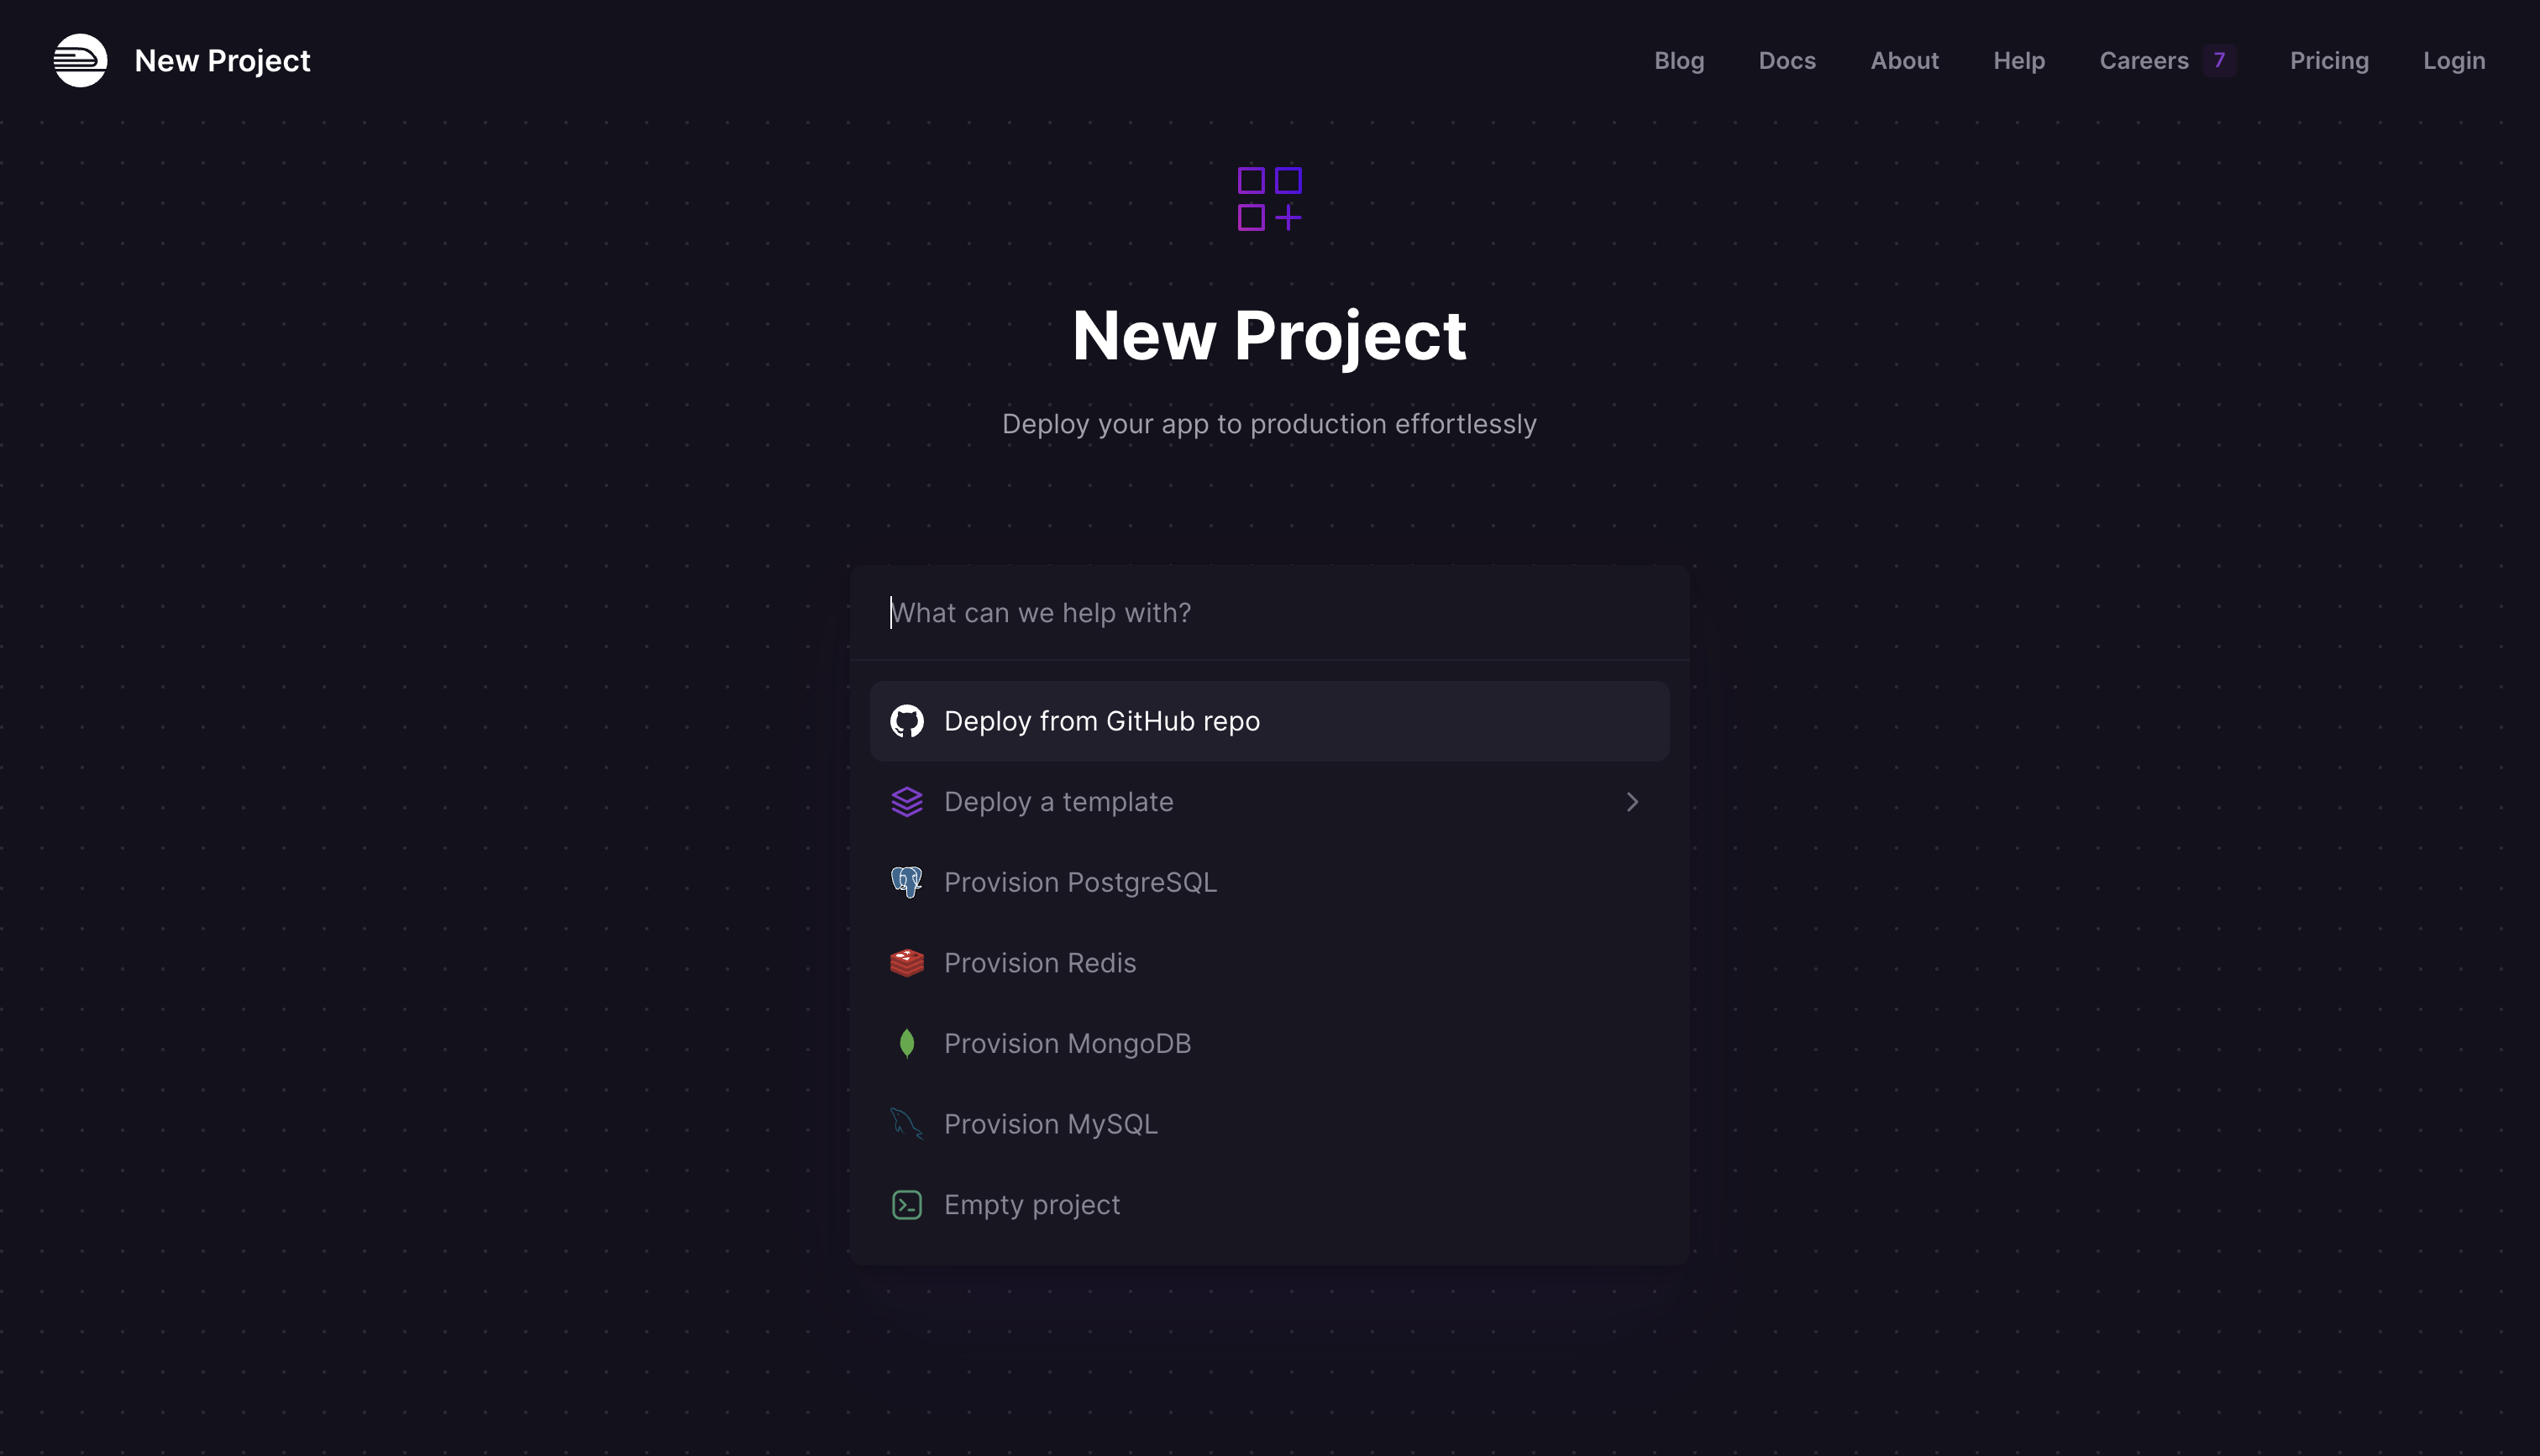 New Project
Blog Docs About Help Careers 7 Pricing Login
New Project
Deploy your app to production effortlessly
What can we help with?
Deploy from GitHub repo
Deploy a template
Provision PostgreSQL
Provision Redis
Provision MongoDB
Provision MySQL
Empty project